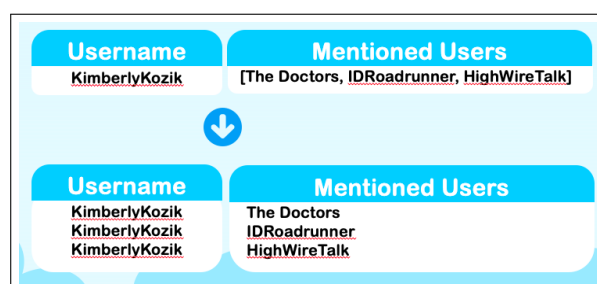 Username Mentioned Users
KimberlyKozik [The Doctors, IDRoadrunner, HighWireTalk]
Username Mentioned Users
KimberlyKozik The Doctors
KimberlyKozik IDRoadrunner
KimberlyKozik HighWireTalk